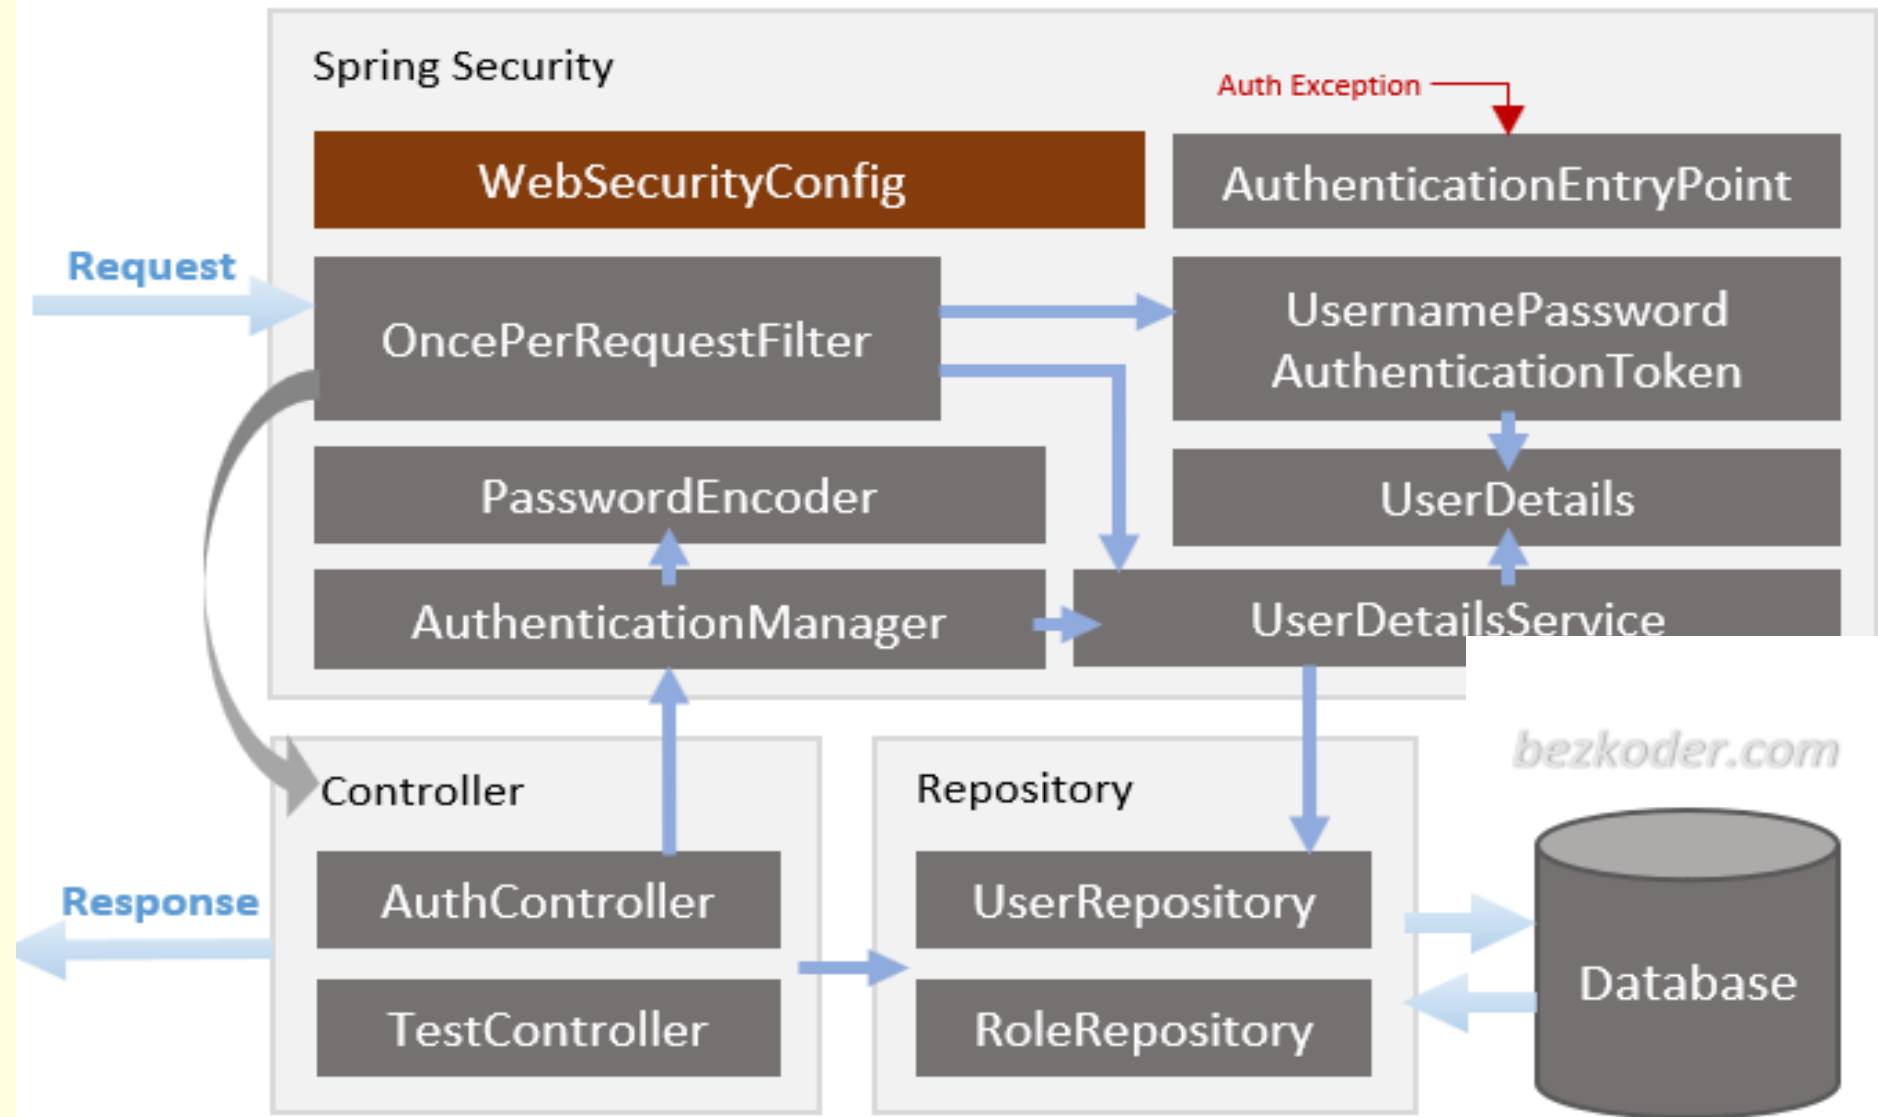 Spring Security
Auth Exception
WebSecurityConfig
AuthenticationEntryPoint
Request
OncePerRequestFilter
UsernamePassword
AuthenticationToken
PasswordEncoder
UserDetails
AuthenticationManager
UserDetailsService
bezkoder.com
Controller
Repository
Response
AuthController
UserRepository
Database
TestController
RoleRepository